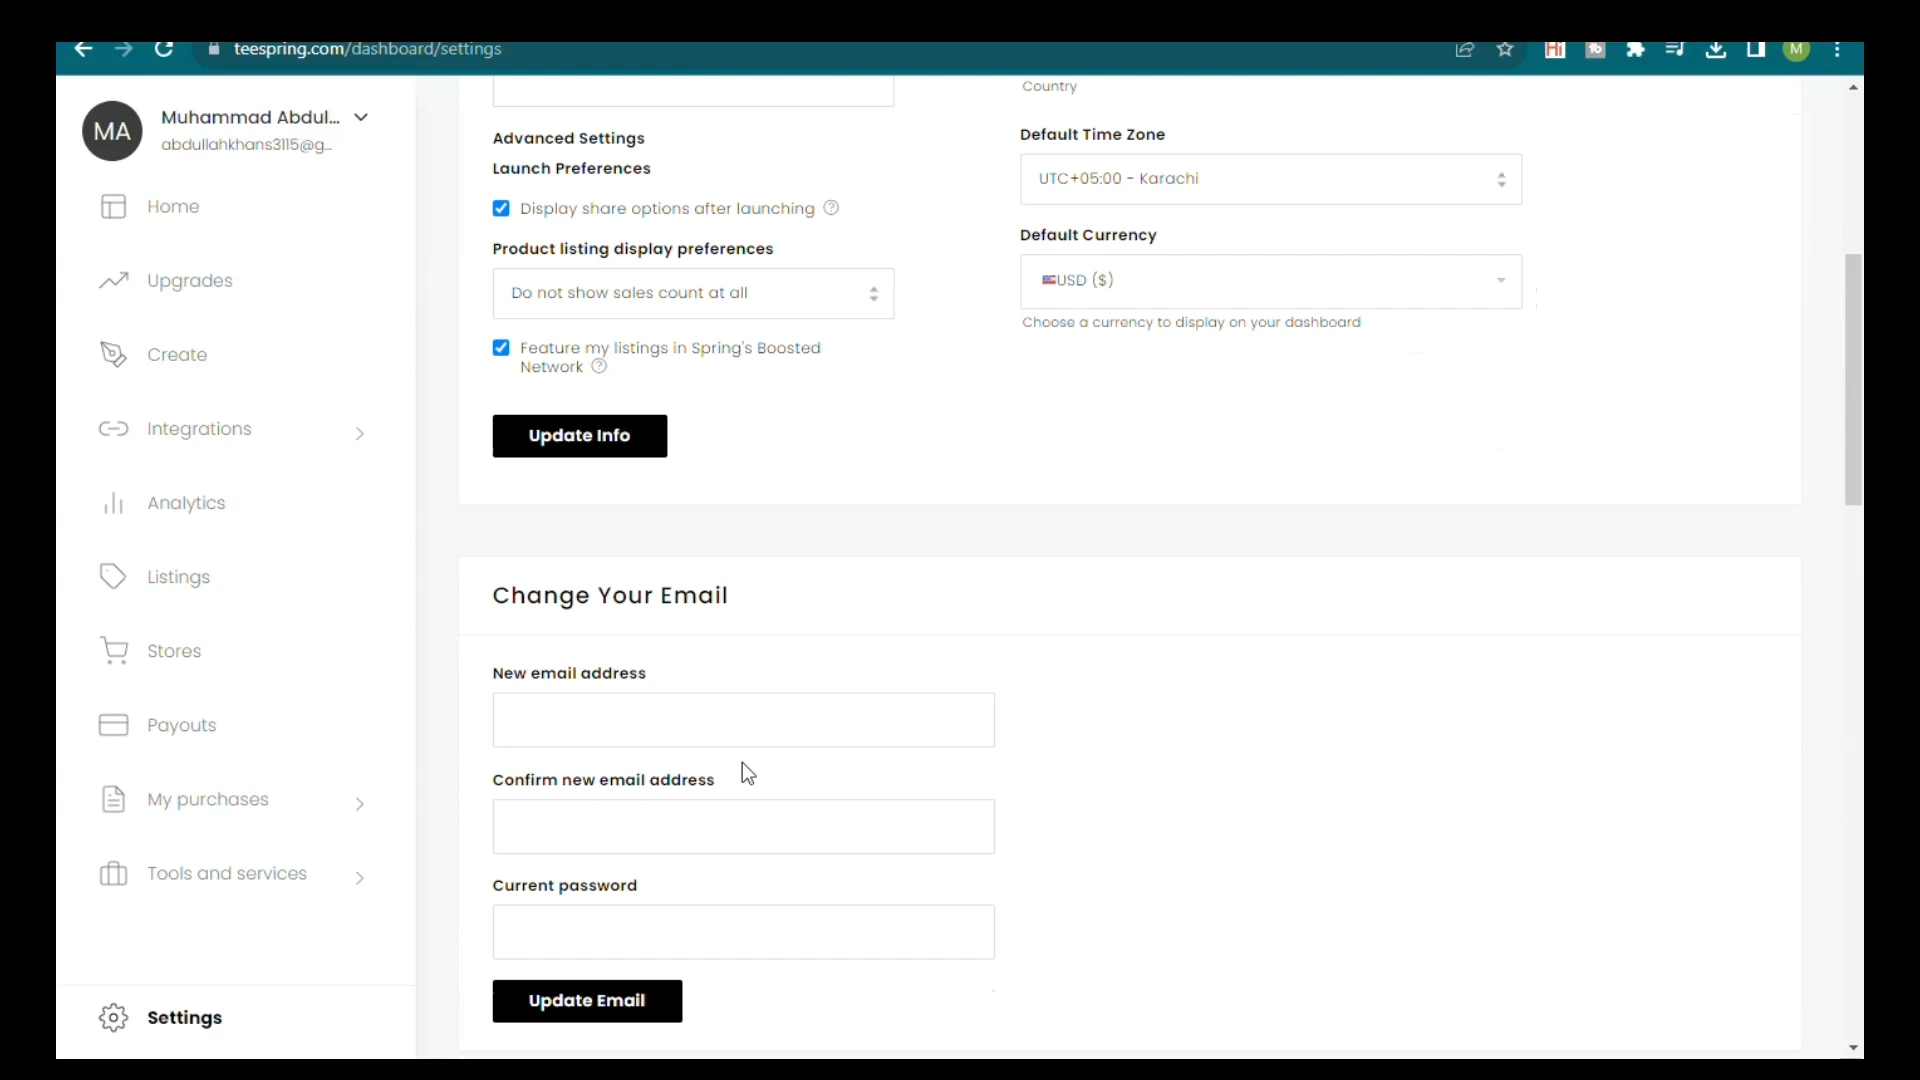 teespring.com/dashboard/settings
Hi
M
MA
Muhammad Abdul...
abdullahkhans3115@g...
Home
Upgrades
Create
Integrations
Analytics
Listings
Stores
Payouts
My purchases
Tools and services
Settings
Advanced Settings
Launch Preferences
Display share options after launching
Product listing display preferences
Do not show sales count at all
Feature my listings in Spring's Boosted
Network
Update Info
Country
Default Time Zone
UTC+05:00 - Karachi
Default Currency
USD ($)
Choose a currency to display on your dashboard
Change Your Email
New email address
Confirm new email address
Current password
Update Email